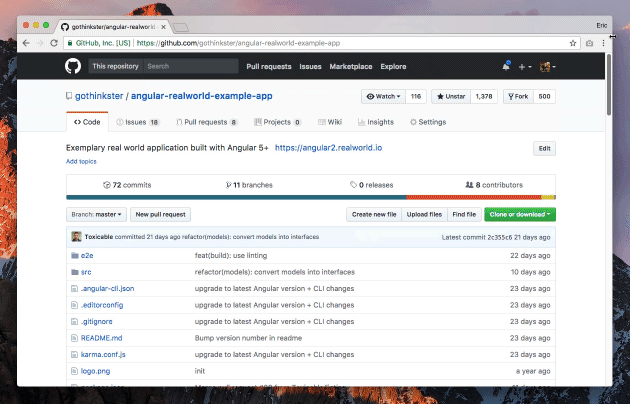 gothinkster/angular-realworld
Eric
GitHub, Inc. [US] https://github.com/gothinkster/angular-realworld-example-app
This repository Search Pull requests Issues Marketplace Explore
gothinkster / angular-realworld-example-app Watch 116 Unstar 1,378 Fork 500
Code Issues 18 Pull requests 8 Projects 0 Wiki Insights Settings
Exemplary real world application built with Angular 5+ https://angular2.realworld.io Edit
Add topics
72 commits 11 branches 0 releases 8 contributors
Branch: master New pull request Create new file Upload files Find file Clone or download
Toxicable committed 21 days ago refactor(models): convert models into interfaces Latest commit 2c355c6 21 days ago
e2e feat(build): use linting 22 days ago
src refactor(models): convert models into interfaces 10 days ago
.angular-cli.json upgrade to latest Angular version + CLI changes 23 days ago
.editorconfig upgrade to latest Angular version + CLI changes 23 days ago
.gitignore upgrade to latest Angular version + CLI changes 23 days ago
README.md Bump version number in readme 23 days ago
karma.conf.js upgrade to latest Angular version + CLI changes 23 days ago
logo.png init a year ago